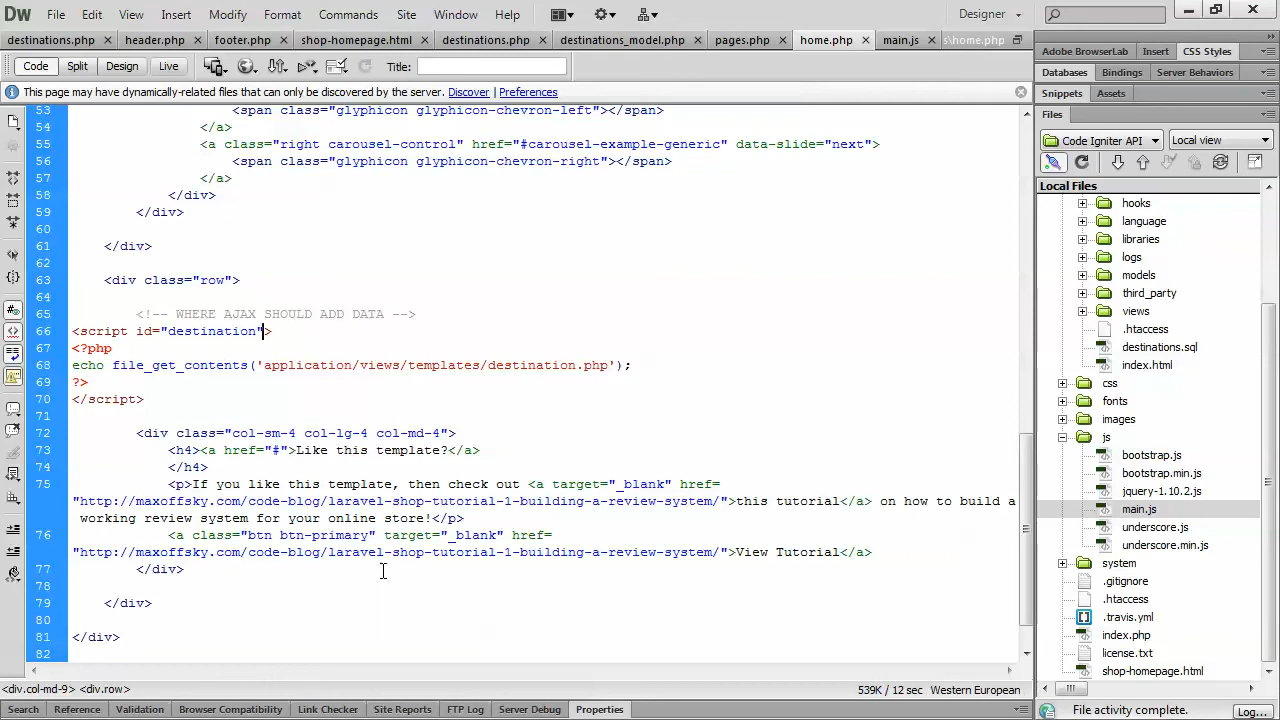 Dw File Edit View Insert Modify Format Commands Site Window Help Designer
destinations.php header.php footer.php shop-homepage.html destinations.php destinations_model.php pages.php home.php main.js s\home.php
Code Split Design Live Title:
This page may have dynamically-related files that can only be discovered by the server. Discover | Preferences
53 <span class="glyphicon glyphicon-chevron-left"></span>
54 </a>
55 <a class="right carousel-control" href="#carousel-example-generic" data-slide="next">
56 <span class="glyphicon glyphicon-chevron-right"></span>
57 </a>
58 </div>
59 </div>
60
61 </div>
62
63 <div class="row">
64
65 <!-- WHERE AJAX SHOULD ADD DATA -->
66 <script id="destination">
67 <?php
68 echo file_get_contents('application/views/templates/destination.php');
69 ?>
70 </script>
71
72 <div class="col-sm-4 col-lg-4 col-md-4">
73 <h4><a href="#">Like this template?</a>
74 </h4>
75 <p>If you like this template, then check out <a target="_blank" href=
"http://maxoffsky.com/code-blog/laravel-shop-tutorial-1-building-a-review-system/">this tutorial</a> on how to build a
working review system for your online store!</p>
76 <a class="btn btn-primary" target="_blank" href=
"http://maxoffsky.com/code-blog/laravel-shop-tutorial-1-building-a-review-system/">View Tutorial</a>
77 </div>
78
79 </div>
80
81 </div>
82
<div.col-md-9> <div.row> 539K / 12 sec Western European
Search Reference Validation Browser Compatibility Link Checker Site Reports FTP Log Server Debug Properties
Adobe BrowserLab Insert CSS Styles
Databases Bindings Server Behaviors
Snippets Assets
Files
Code Igniter API Local view
Local Files
hooks
language
libraries
logs
models
third_party
views
.htaccess
destinations.sql
index.html
css
fonts
images
js
bootstrap.js
bootstrap.min.js
jquery-1.10.2.js
main.js
underscore.js
underscore.min.js
system
.gitignore
.htaccess
.travis.yml
index.php
license.txt
shop-homepage.html
File activity complete. Log...